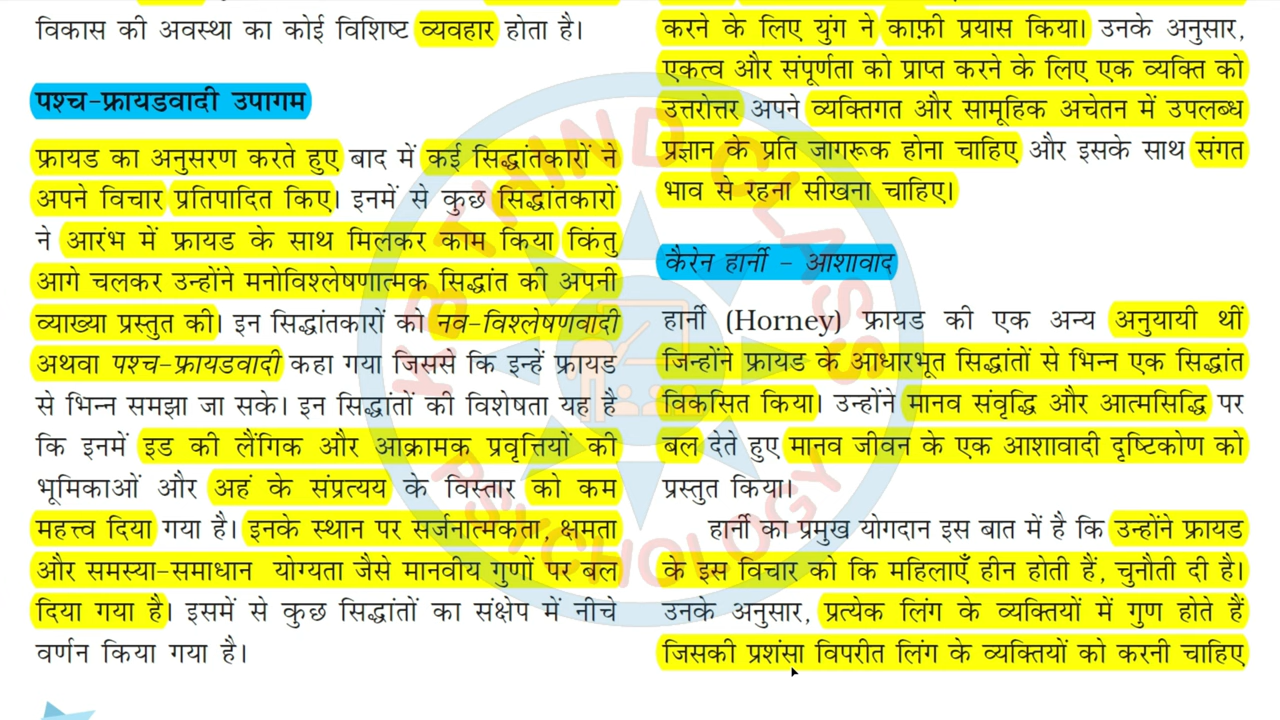 विकास की अवस्था का कोई विशिष्ट व्यवहार होता है।
पश्च-फ्रायडवादी उपागम
फ्रायड का अनुसरण करते हुए बाद में कई सिद्धांतकारों ने
अपने विचार प्रतिपादित किए। इनमें से कुछ सिद्धांतकारों
ने आरंभ में फ्रायड के साथ मिलकर काम किया किंतु
आगे चलकर उन्होंने मनोविश्लेषणात्मक सिद्धांत की अपनी
व्याख्या प्रस्तुत की। इन सिद्धांतकारों को नव-विश्लेषणवादी
अथवा पश्च-फ्रायडवादी कहा गया जिससे कि इन्हें फ्रायड
से भिन्न समझा जा सके। इन सिद्धांतों की विशेषता यह है
कि इनमें इड की लैंगिक और आक्रामक प्रवृत्तियों की
भूमिकाओं और अहं के संप्रत्यय के विस्तार को कम
महत्त्व दिया गया है। इनके स्थान पर सर्जनात्मकता, क्षमता
और समस्या-समाधान योग्यता जैसे मानवीय गुणों पर बल
दिया गया है। इसमें से कुछ सिद्धांतों का संक्षेप में नीचे
वर्णन किया गया है।
करने के लिए युंग ने काफ़ी प्रयास किया। उनके अनुसार,
एकत्व और संपूर्णता को प्राप्त करने के लिए एक व्यक्ति को
उत्तरोत्तर अपने व्यक्तिगत और सामूहिक अचेतन में उपलब्ध
प्रज्ञान के प्रति जागरूक होना चाहिए और इसके साथ संगत
भाव से रहना सीखना चाहिए।
कैरेन हार्नी - आशावाद
हार्नी (Horney) फ्रायड की एक अन्य अनुयायी थीं
जिन्होंने फ्रायड के आधारभूत सिद्धांतों से भिन्न एक सिद्धांत
विकसित किया। उन्होंने मानव संवृद्धि और आत्मसिद्धि पर
बल देते हुए मानव जीवन के एक आशावादी दृष्टिकोण को
प्रस्तुत किया।
हार्नी का प्रमुख योगदान इस बात में है कि उन्होंने फ्रायड
के इस विचार को कि महिलाएँ हीन होती हैं, चुनौती दी है।
उनके अनुसार, प्रत्येक लिंग के व्यक्तियों में गुण होते हैं
जिसकी प्रशंसा विपरीत लिंग के व्यक्तियों को करनी चाहिए
KB THIND CLASSES
PSYCHOLOGY